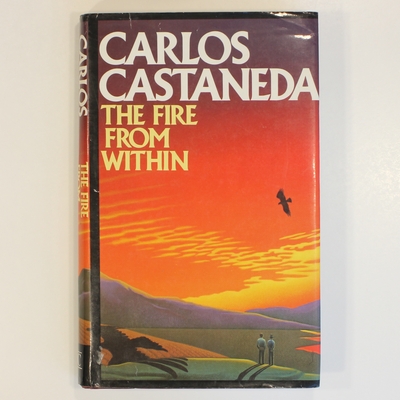 CARLOS
CASTANEDA
THE FIRE
FROM
WITHIN
CARLOS
THE FIRE